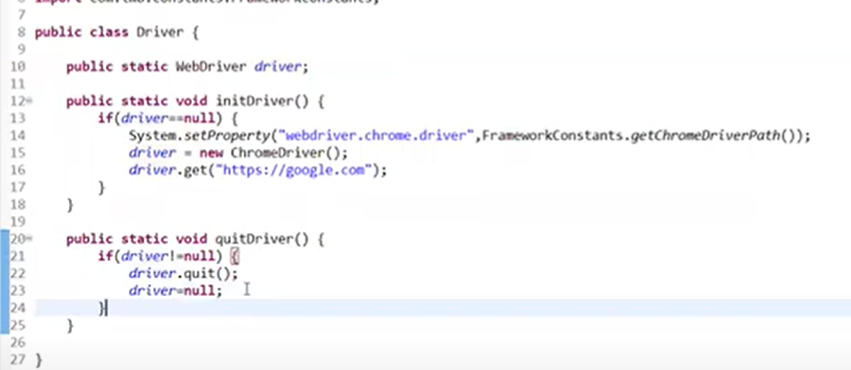 7
8 public class Driver {
9
10 public static WebDriver driver;
11
12 public static void initDriver() {
13 if(driver==null) {
14 System.setProperty("webdriver.chrome.driver",FrameworkConstants.getChromeDriverPath());
15 driver = new ChromeDriver();
16 driver.get("https://google.com");
17 }
18 }
19
20 public static void quitDriver() {
21 if(driver!=null) {
22 driver.quit();
23 driver=null;
24 }
25 }
26
27 }